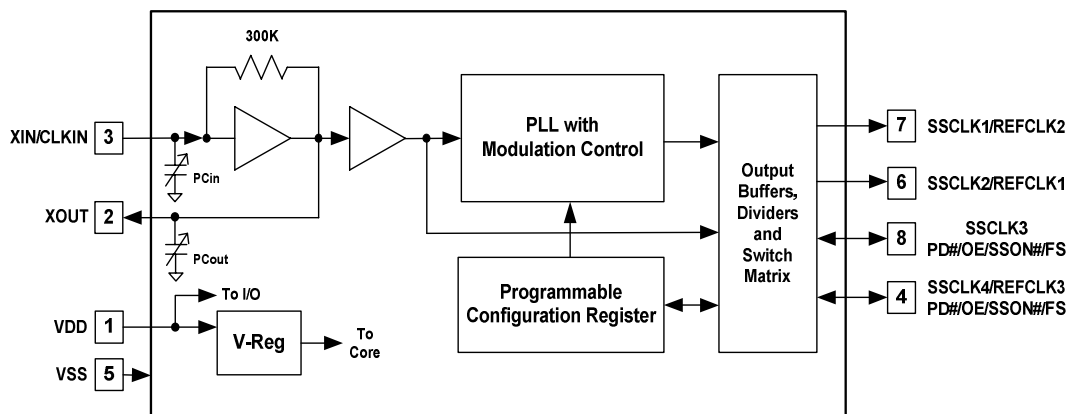 300K
XIN/CLKIN 3
PCin
XOUT 2
PCout
To I/O
VDD 1
V-Reg
To
Core
VSS 5
PLL with
Modulation Control
Programmable
Configuration Register
Output
Buffers,
Dividers
and
Switch
Matrix
7 SSCLK1/REFCLK2
6 SSCLK2/REFCLK1
8 SSCLK3
PD#/OE/SSON#/FS
4 SSCLK4/REFCLK3
PD#/OE/SSON#/FS